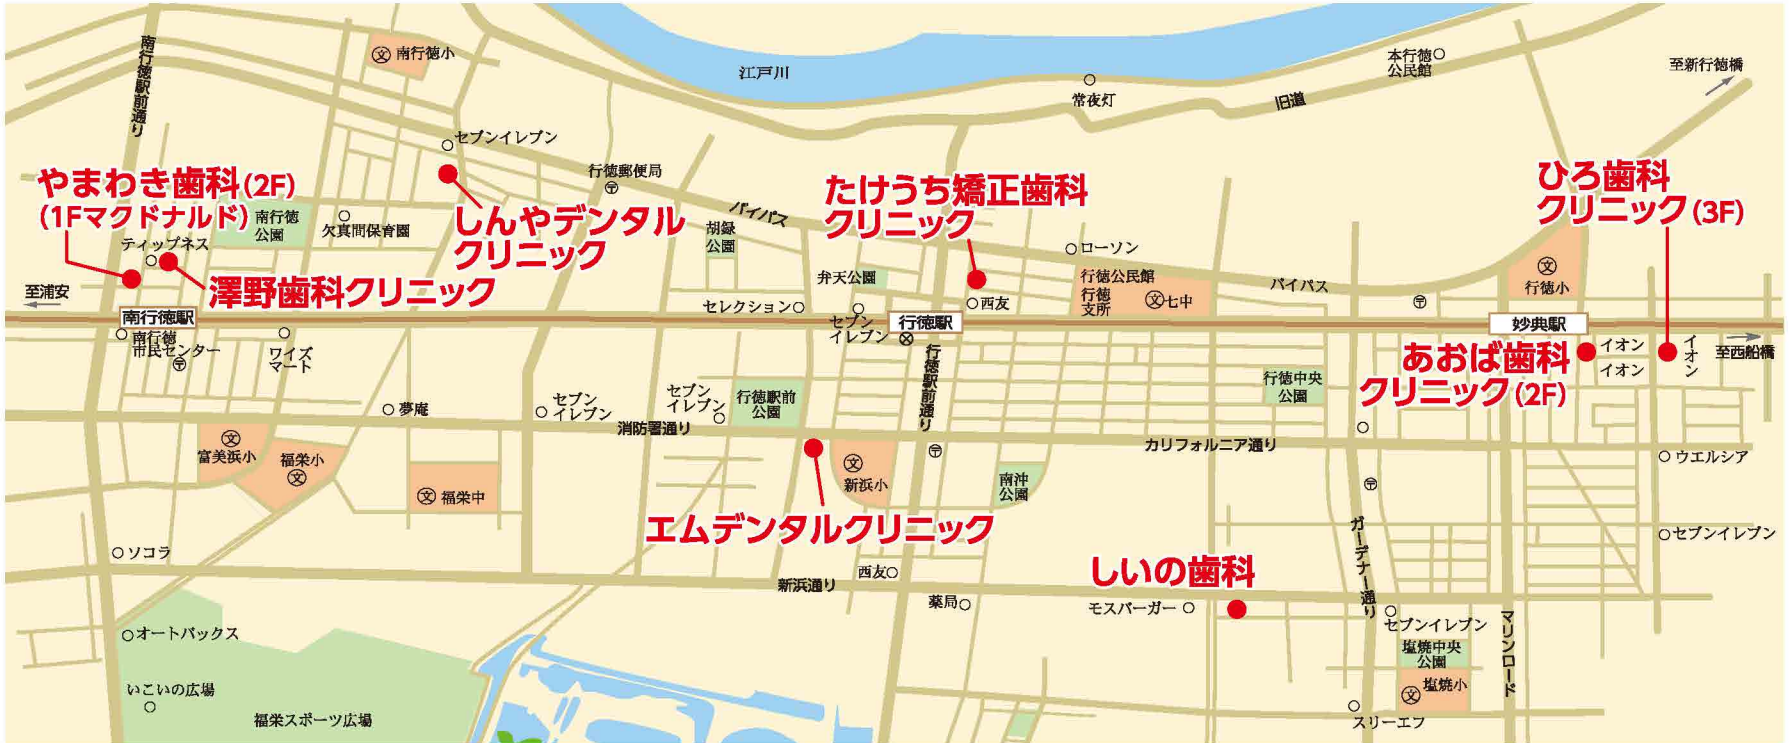 南行徳駅前通り
文 南行徳小
江戸川
常夜灯
旧道
本行徳
公民館
至新行徳橋
セブンイレブン
行徳郵便局
やまわき歯科(2F)
(1Fマクドナルド)
南行徳
公園
欠真間保育園
ティップネス
しんやデンタル
クリニック
澤野歯科クリニック
バイパス
胡録
公園
たけうち矯正歯科
クリニック
ローソン
ひろ歯科
クリニック(3F)
弁天公園
行徳公民館
行徳
支所
文七中
バイパス
文
行徳小
至浦安
セレクション
西友
南行徳駅
セブン
イレブン
行徳駅
妙典駅
南行徳
市民センター
ワイズ
マート
行徳駅前通り
あおば歯科
クリニック(2F)
イオン
イオン
イオン
至西船橋
夢庵
セブン
イレブン
セブン
イレブン
行徳駅前
公園
行徳中央
公園
消防署通り
カリフォルニア通り
文
富美浜小
福栄小
文
文 福栄中
文
新浜小
南沖
公園
ウエルシア
エムデンタルクリニック
ガーデナー通り
セブンイレブン
ソコラ
新浜通り
西友
しいの歯科
薬局
モスバーガー
セブンイレブン
マリンロード
オートバックス
塩焼中央
公園
文 塩焼小
いこいの広場
福栄スポーツ広場
スリーエフ